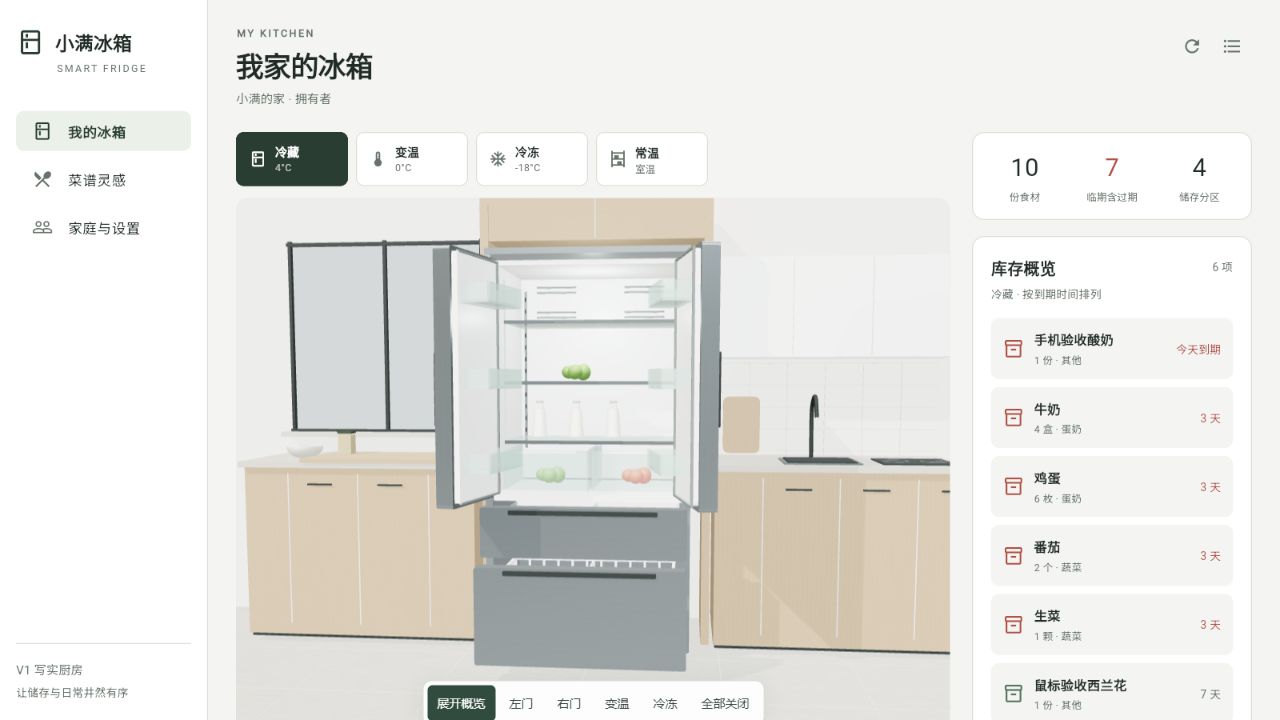 小满冰箱
SMART FRIDGE
我的冰箱
菜谱灵感
家庭与设置
V1 写实厨房
让储存与日常井然有序
MY KITCHEN
我家的冰箱
小满的家 · 拥有者
冷藏
4°C
变温
0°C
冷冻
-18°C
常温
室温
展开概览 左门 右门 变温 冷冻 全部关闭
10 7 4
份食材 临期含过期 储存分区
库存概览 6 项
冷藏 · 按到期时间排列
手机验收酸奶
1 份 · 其他
今天到期
牛奶
4 盒 · 蛋奶
3 天
鸡蛋
6 枚 · 蛋奶
3 天
番茄
2 个 · 蔬菜
3 天
生菜
1 颗 · 蔬菜
3 天
鼠标验收西兰花
1 份 · 其他
7 天